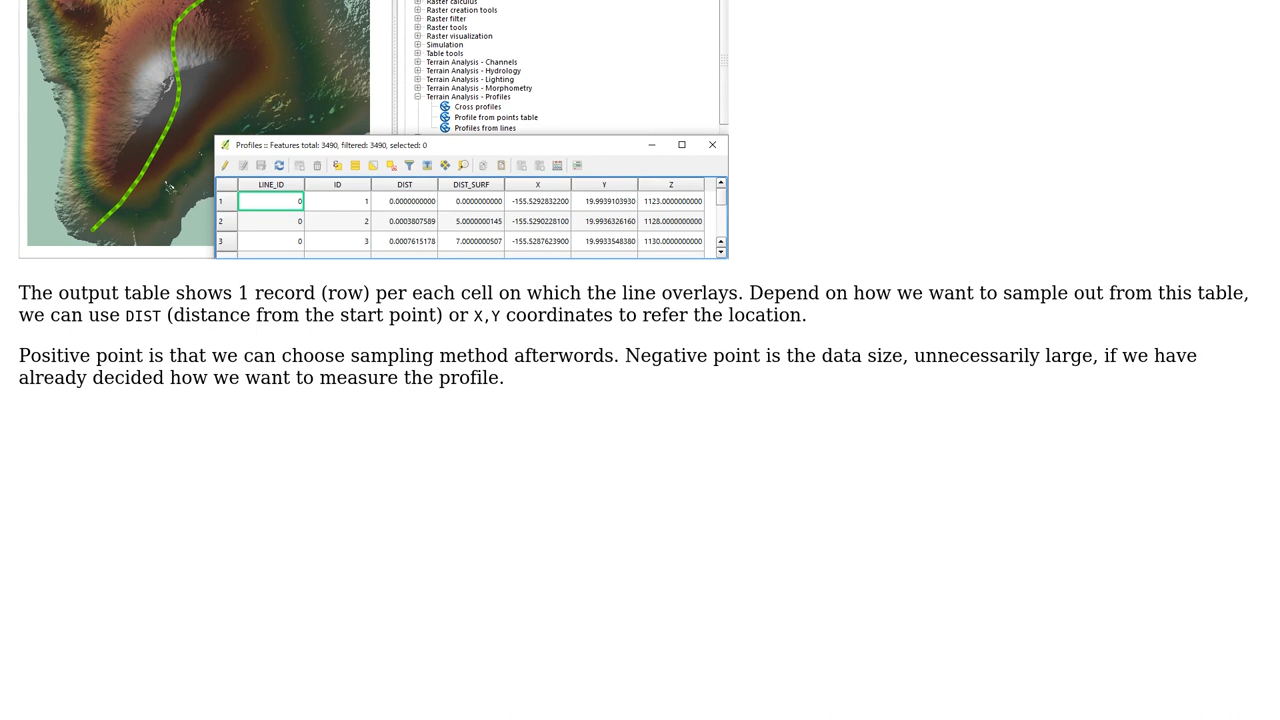 Raster calculus
Raster creation tools
Raster filter
Raster tools
Raster visualization
Simulation
Table tools
Terrain Analysis - Channels
Terrain Analysis - Hydrology
Terrain Analysis - Lighting
Terrain Analysis - Morphometry
Terrain Analysis - Profiles
Cross profiles
Profile from points table
Profiles from lines
Profiles :: Features total: 3490, filtered: 3490, selected: 0
LINE_ID ID DIST DIST_SURF X Y Z
1 0 1 0.0000000000 0.0000000000 -155.5292832200 19.9939103930 1123.0000000000
2 0 2 0.0003807589 5.0000000145 -155.5290228100 19.9936326160 1128.0000000000
3 0 3 0.0007615178 7.0000000507 -155.5287623900 19.9933548380 1130.0000000000
The output table shows 1 record (row) per each cell on which the line overlays. Depend on how we want to sample out from this table,
we can use DIST (distance from the start point) or X,Y coordinates to refer the location.
Positive point is that we can choose sampling method afterwords. Negative point is the data size, unnecessarily large, if we have
already decided how we want to measure the profile.